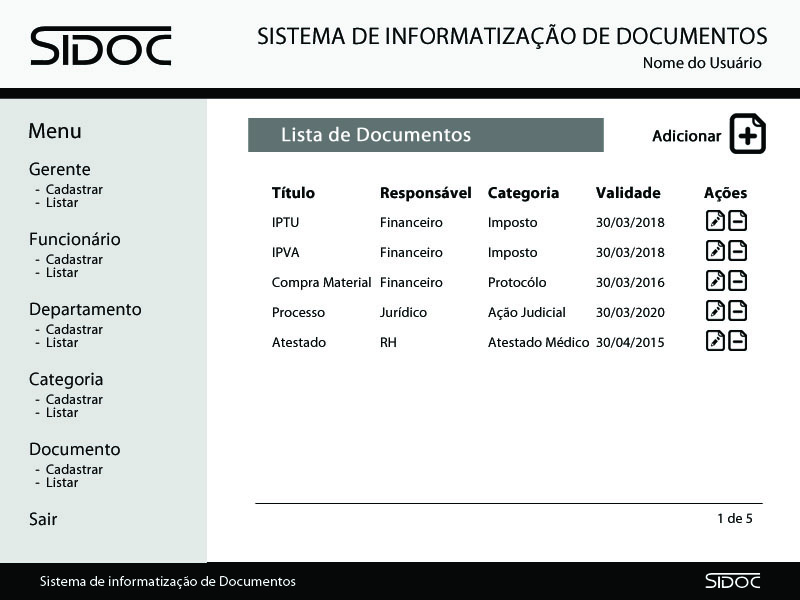 SIDOC
SISTEMA DE INFORMATIZAÇÃO DE DOCUMENTOS
Nome do Usuário
Menu
Gerente
- Cadastrar
- Listar
Funcionário
- Cadastrar
- Listar
Departamento
- Cadastrar
- Listar
Categoria
- Cadastrar
- Listar
Documento
- Cadastrar
- Listar
Sair
Lista de Documentos
Adicionar
Título Responsável Categoria Validade Ações
IPTU Financeiro Imposto 30/03/2018
IPVA Financeiro Imposto 30/03/2018
Compra Material Financeiro Protocólo 30/03/2016
Processo Jurídico Ação Judicial 30/03/2020
Atestado RH Atestado Médico 30/04/2015
1 de 5
Sistema de informatização de Documentos
SIDOC